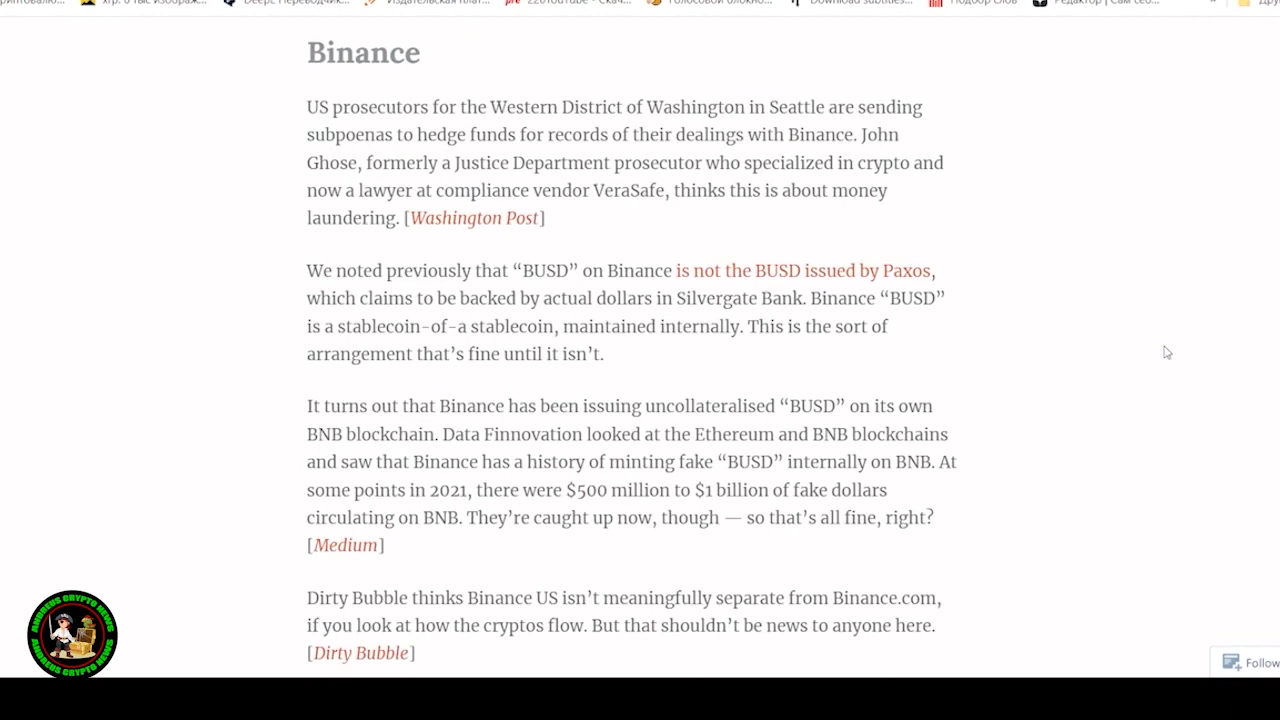 Binance
US prosecutors for the Western District of Washington in Seattle are sending
subpoenas to hedge funds for records of their dealings with Binance. John
Ghose, formerly a Justice Department prosecutor who specialized in crypto and
now a lawyer at compliance vendor VeraSafe, thinks this is about money
laundering. [Washington Post]
We noted previously that “BUSD” on Binance is not the BUSD issued by Paxos,
which claims to be backed by actual dollars in Silvergate Bank. Binance “BUSD”
is a stablecoin-of-a stablecoin, maintained internally. This is the sort of
arrangement that’s fine until it isn’t.
It turns out that Binance has been issuing uncollateralised “BUSD” on its own
BNB blockchain. Data Finnovation looked at the Ethereum and BNB blockchains
and saw that Binance has a history of minting fake “BUSD” internally on BNB. At
some points in 2021, there were $500 million to $1 billion of fake dollars
circulating on BNB. They’re caught up now, though — so that’s all fine, right?
[Medium]
Dirty Bubble thinks Binance US isn’t meaningfully separate from Binance.com,
if you look at how the cryptos flow. But that shouldn’t be news to anyone here.
[Dirty Bubble]
ANDREUS CRYPTO NEWS
ANDREUS CRYPTO NEWS
Follow